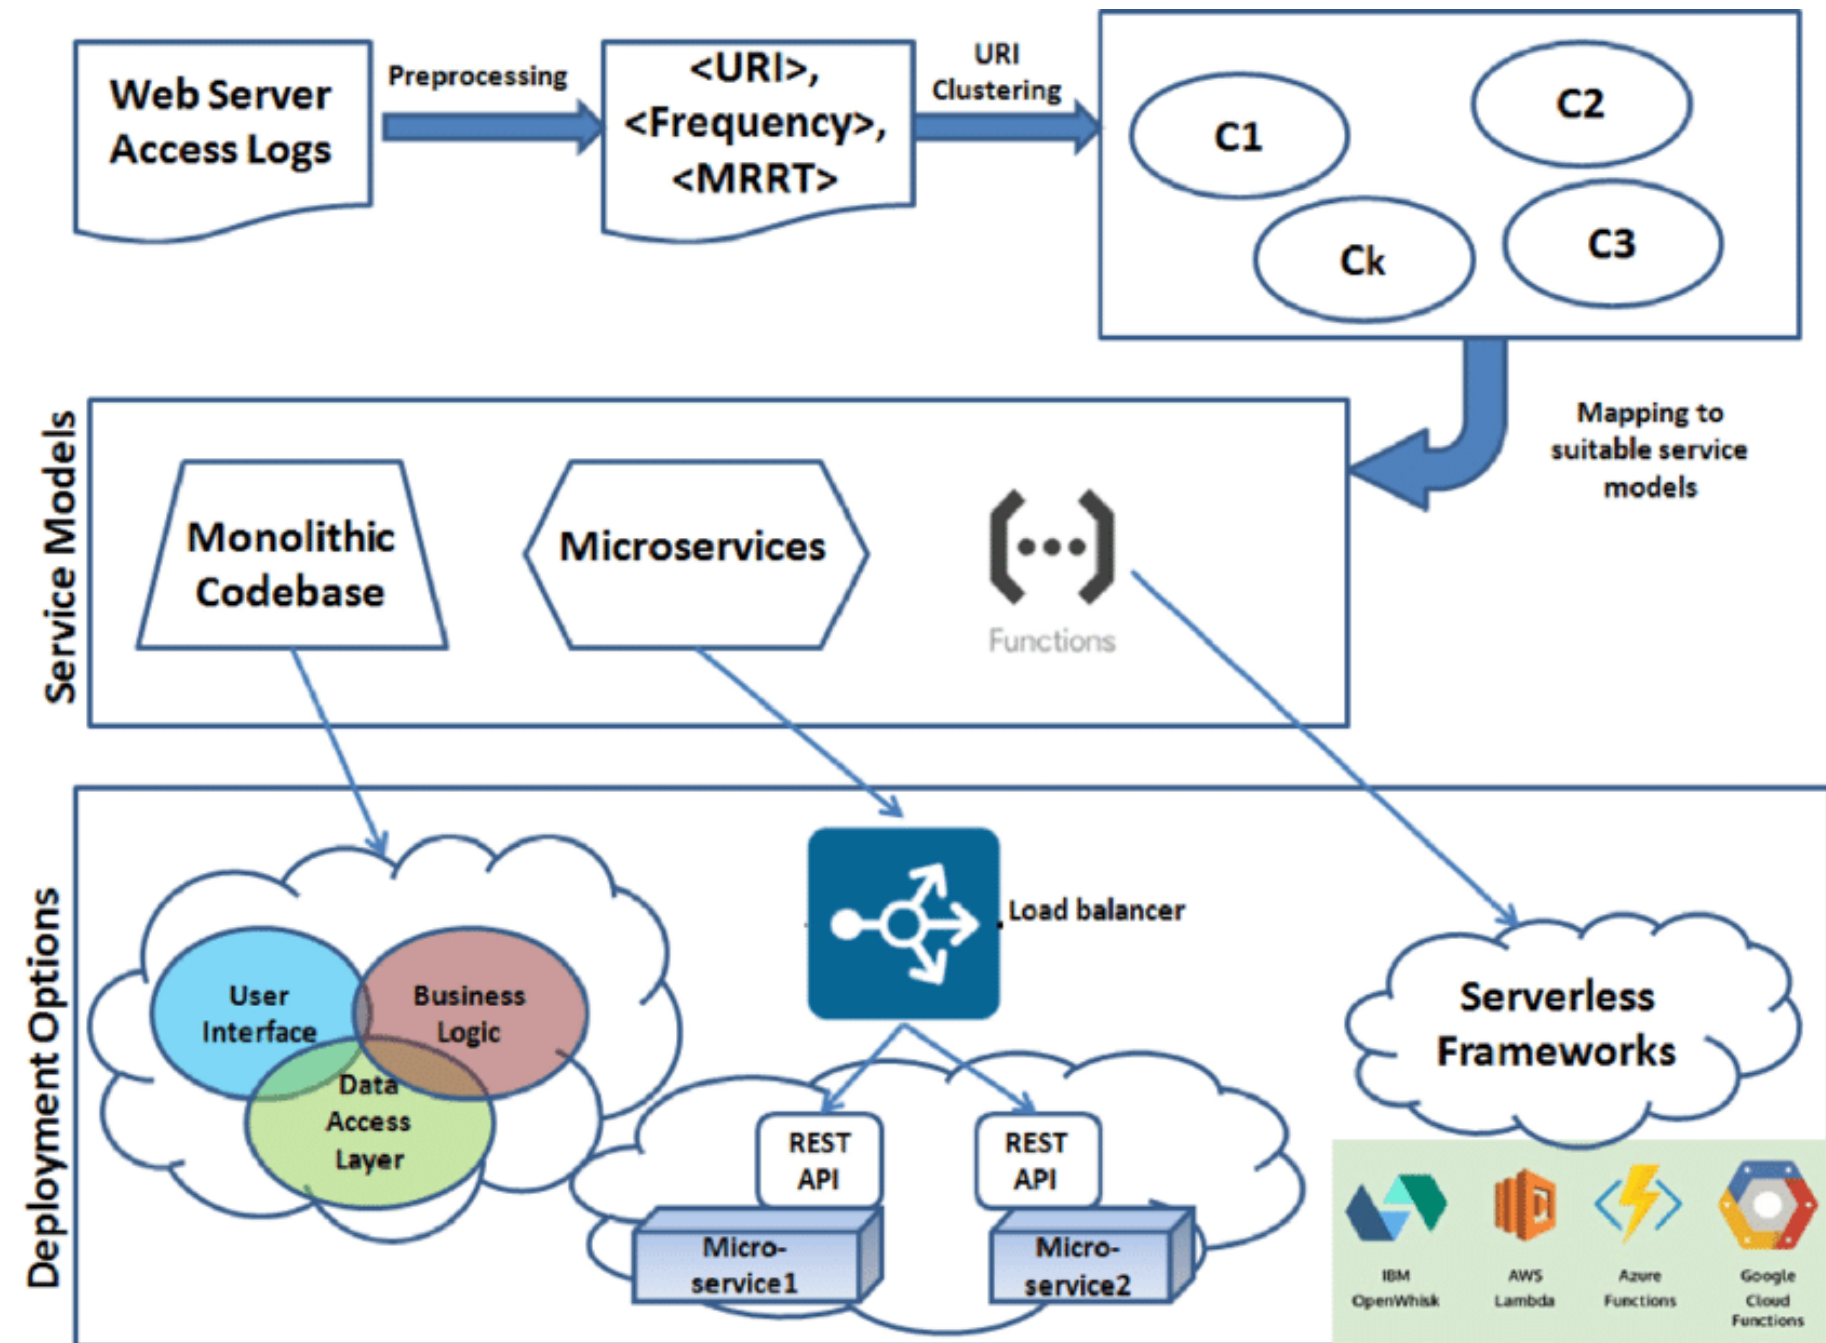 Web Server
Access Logs
Preprocessing
<URI>,
<Frequency>,
<MRRT>
URI
Clustering
C1
C2
Ck
C3
Mapping to
suitable service
models
Service Models
Monolithic
Codebase
Microservices
Functions
Deployment Options
User
Interface
Business
Logic
Data
Access
Layer
Load balancer
REST
API
REST
API
Micro-
service1
Micro-
service2
Serverless
Frameworks
IBM
OpenWhisk
AWS
Lambda
Azure
Functions
Google
Cloud
Functions